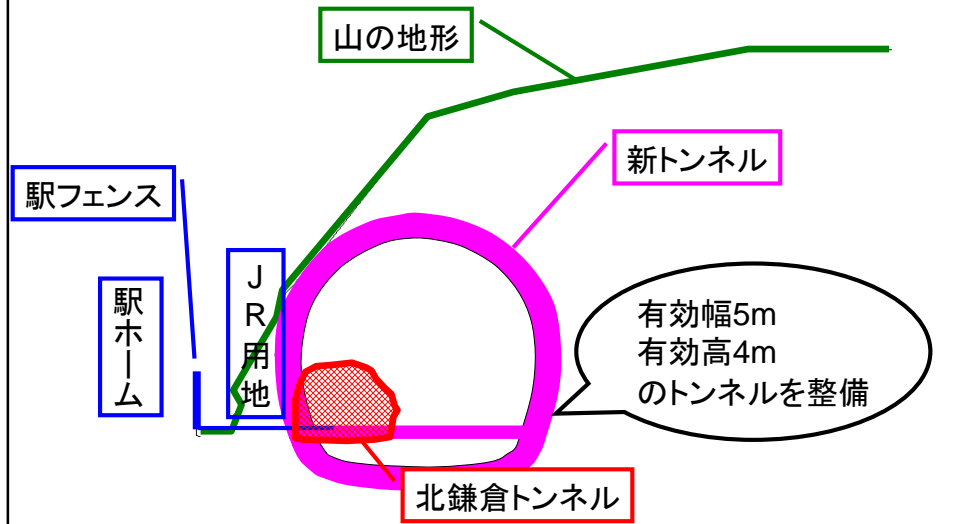 山の地形
新トンネル
駅フェンス
JR用地
駅ホーム
有効幅5m
有効高4m
のトンネルを整備
北鎌倉トンネル